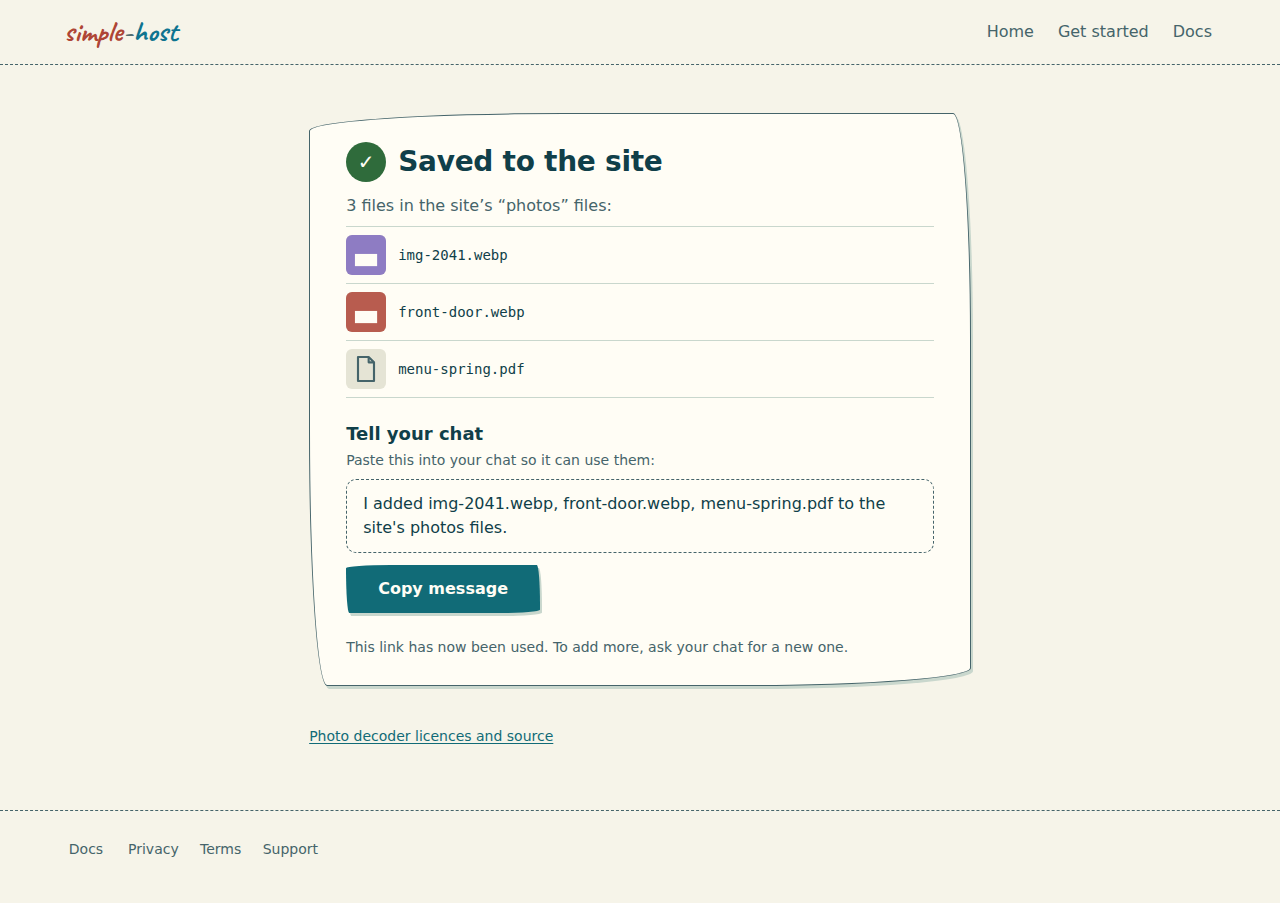 simple-host
Home Get started Docs
✓ Saved to the site
3 files in the site’s “photos” files:
img-2041.webp
front-door.webp
menu-spring.pdf
Tell your chat
Paste this into your chat so it can use them:
I added img-2041.webp, front-door.webp, menu-spring.pdf to the
site's photos files.
Copy message
This link has now been used. To add more, ask your chat for a new one.
Photo decoder licences and source
Docs Privacy Terms Support